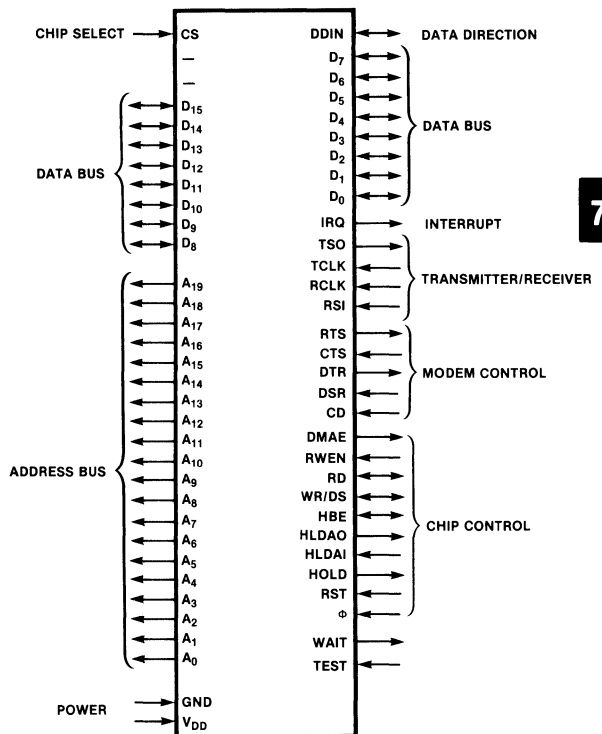 CHIP SELECT CS DDIN DATA DIRECTION
— D7
— D6
D15 D5
D14 D4
D13 D3 DATA BUS
DATA BUS D12 D2
D11 D1
D10 D0
D9 IRQ INTERRUPT
D8 TSO
TCLK
A19 RCLK TRANSMITTER/RECEIVER
A18 RSI
A17 RTS
A16 CTS
A15 DTR MODEM CONTROL
A14 DSR
A13 CD
A12 DMAE
A11 RWEN
ADDRESS BUS A10 RD
A9 WR/DS
A8 HBE CHIP CONTROL
A7 HLDAO
A6 HLDAI
A5 HOLD
A4 RST
A3 Φ
A2 WAIT
A1 TEST
A0
POWER GND
VDD
7